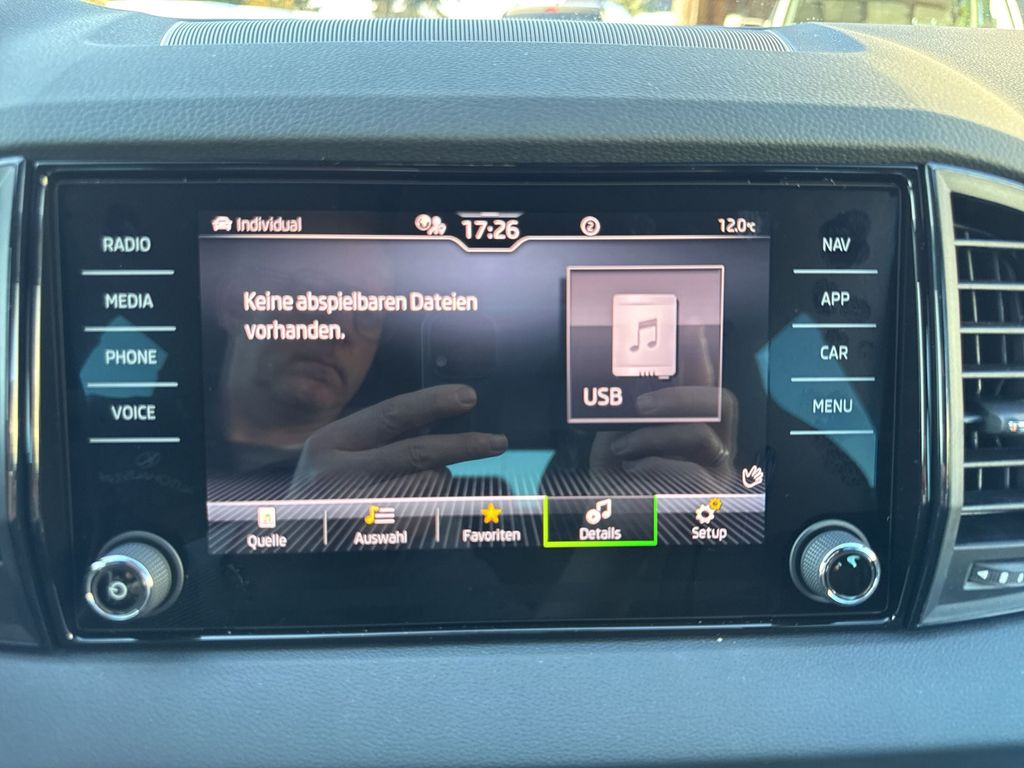 Individual 17:26 2 12.0°C
RADIO
MEDIA
PHONE
VOICE
Keine abspielbaren Dateien
vorhanden.
USB
NAV
APP
CAR
MENU
Quelle Auswahl Favoriten Details Setup